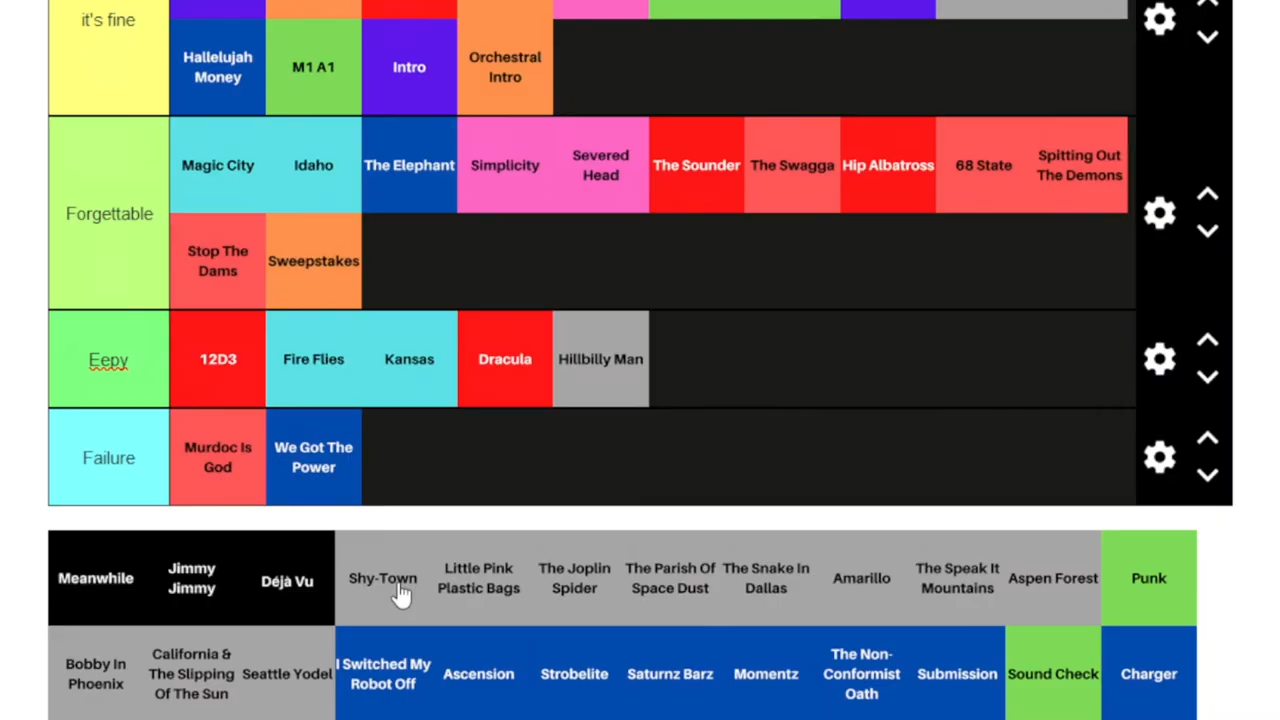 it's fine
Hallelujah
Money
M1 A1
Intro
Orchestral
Intro
Forgettable
Magic City
Idaho
The Elephant
Simplicity
Severed
Head
The Sounder
The Swagga
Hip Albatross
68 State
Spitting Out
The Demons
Stop The
Dams
Sweepstakes
Eepy
12D3
Fire Flies
Kansas
Dracula
Hillbilly Man
Failure
Murdoc Is
God
We Got The
Power
Meanwhile
Jimmy
Jimmy
Déjà Vu
Shy-Town
Little Pink
Plastic Bags
The Joplin
Spider
The Parish Of
Space Dust
The Snake In
Dallas
Amarillo
The Speak It
Mountains
Aspen Forest
Punk
Bobby In
Phoenix
California &
The Slipping
Of The Sun
Seattle Yodel
I Switched My
Robot Off
Ascension
Strobelite
Saturnz Barz
Momentz
The Non-
Conformist
Oath
Submission
Sound Check
Charger